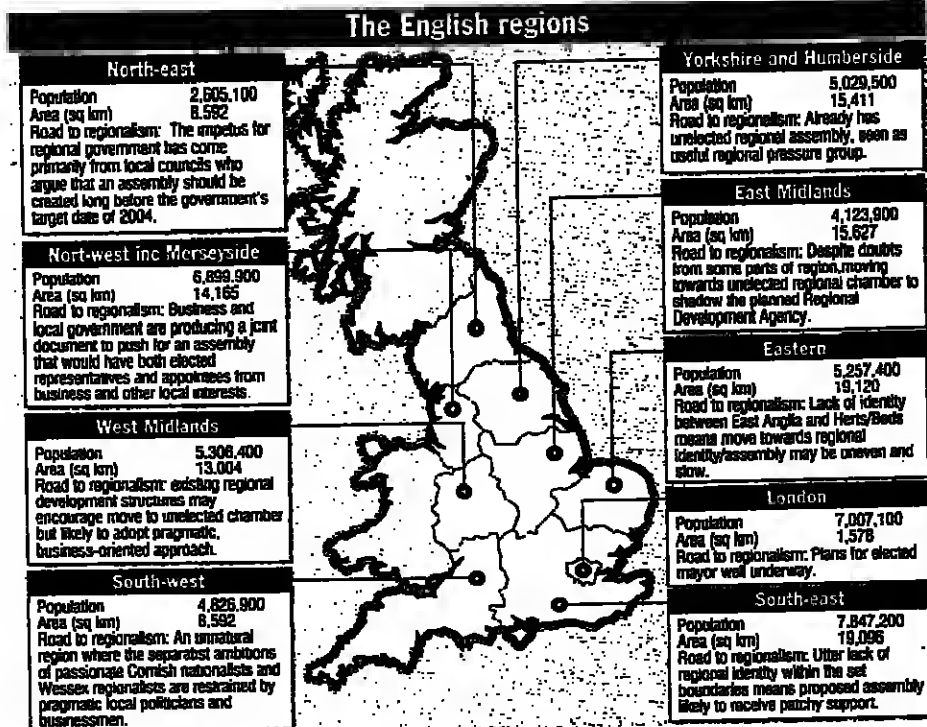 The English regions
North-east
Population 2,605,100
Area (sq km) 8,592
Road to regionalism: The impetus for
regional government has come
primarily from local councils who
argue that an assembly should be
created long before the government's
target date of 2004.
Nort-west inc Merseyside
Population 6,899,900
Area (sq km) 14,165
Road to regionalism: Business and
local government are producing a joint
document to push for an assembly
that would have both elected
representatives and appointees from
business and other local interests.
West Midlands
Population 5,306,400
Area (sq km) 13,004
Road to regionalism: existing regional
development structures may
encourage move to unelected chamber
but likely to adopt pragmatic,
business-oriented approach.
South-west
Population 4,826,900
Area (sq km) 8,592
Road to regionalism: An unnatural
region where the separatist ambitions
of passionate Cornish nationalists and
Wessex regionalists are restrained by
pragmatic local politicians and
businessmen.
Yorkshire and Humberside
Population 5,029,500
Area (sq km) 15,411
Road to regionalism: Already has
unelected regional assembly, seen as
useful regional pressure group.
East Midlands
Population 4,123,900
Area (sq km) 15,627
Road to regionalism: Despite doubts
from some parts of region,moving
towards unelected regional chamber to
shadow the planned Regional
Development Agency.
Eastern
Population 5,257,400
Area (sq km) 19,120
Road to regionalism: Lack of identity
between East Anglia and Herts/Beds
means move towards regional
identity/assembly may be uneven and
slow.
London
Population 7,007,100
Area (sq km) 1,578
Road to regionalism: Plans for elected
mayor well underway.
South-east
Population 7,847,200
Area (sq km) 19,096
Road to regionalism: Utter lack of
regional identity within the set
boundaries means proposed assembly
likely to receive patchy support.